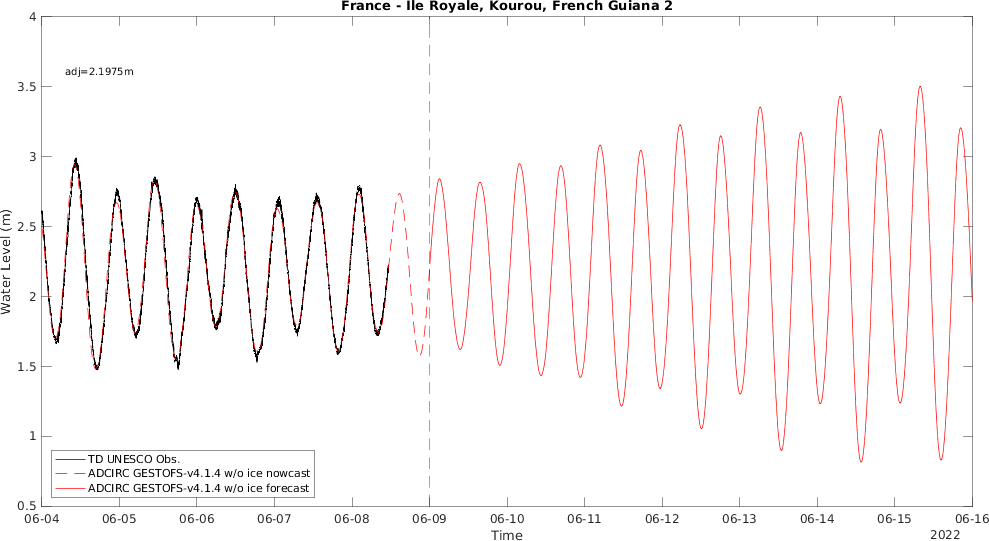 France - Ile Royale, Kourou, French Guiana 2
4
3.5
3
2.5
2
1.5
1
0.5
Water Level (m)
adj=2.1975m
TD UNESCO Obs.
ADCIRC GESTOFS-v4.1.4 w/o ice nowcast
ADCIRC GESTOFS-v4.1.4 w/o ice forecast
06-04 06-05 06-06 06-07 06-08 06-09 06-10 06-11 06-12 06-13 06-14 06-15 06-16
Time
2022